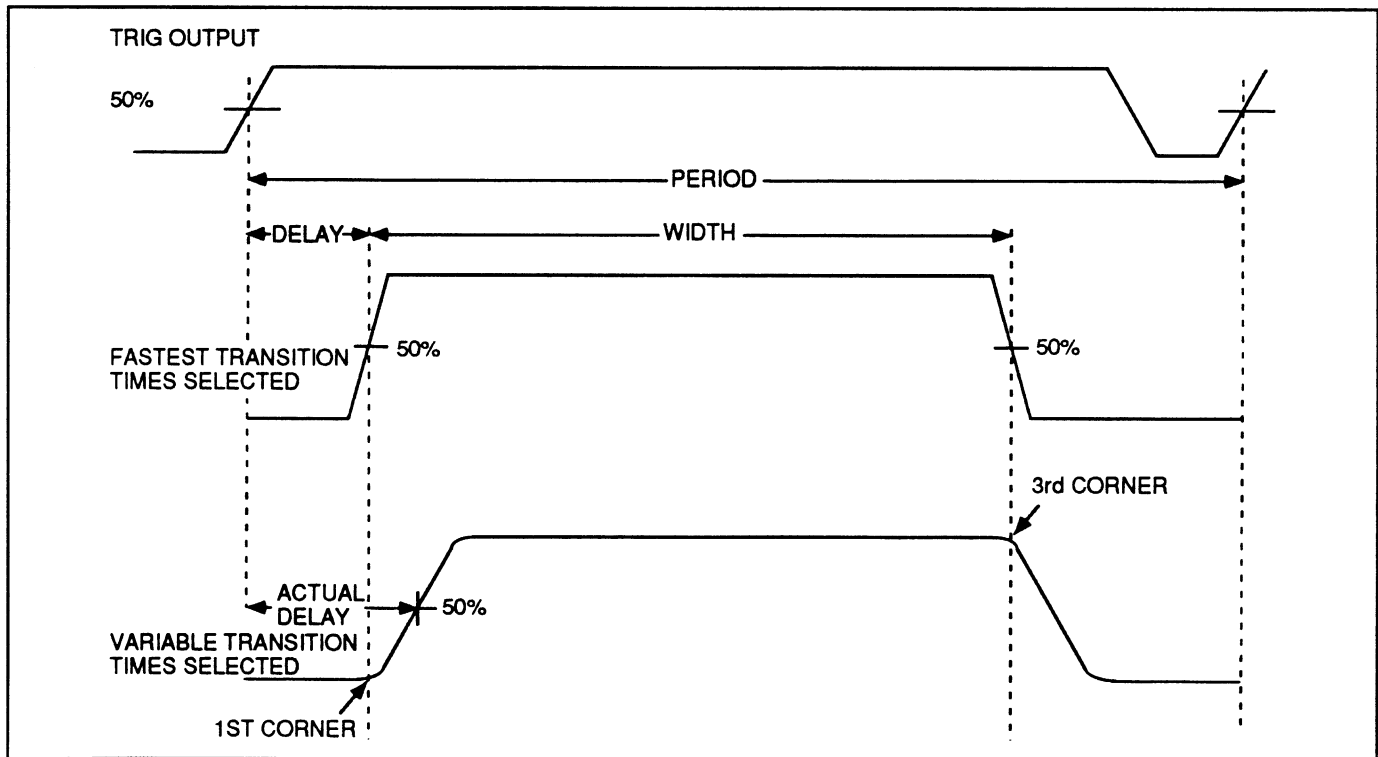 TRIG OUTPUT
50%
PERIOD
DELAY
WIDTH
50%
50%
FASTEST TRANSITION
TIMES SELECTED
3rd CORNER
ACTUAL
DELAY
50%
VARIABLE TRANSITION
TIMES SELECTED
1ST CORNER